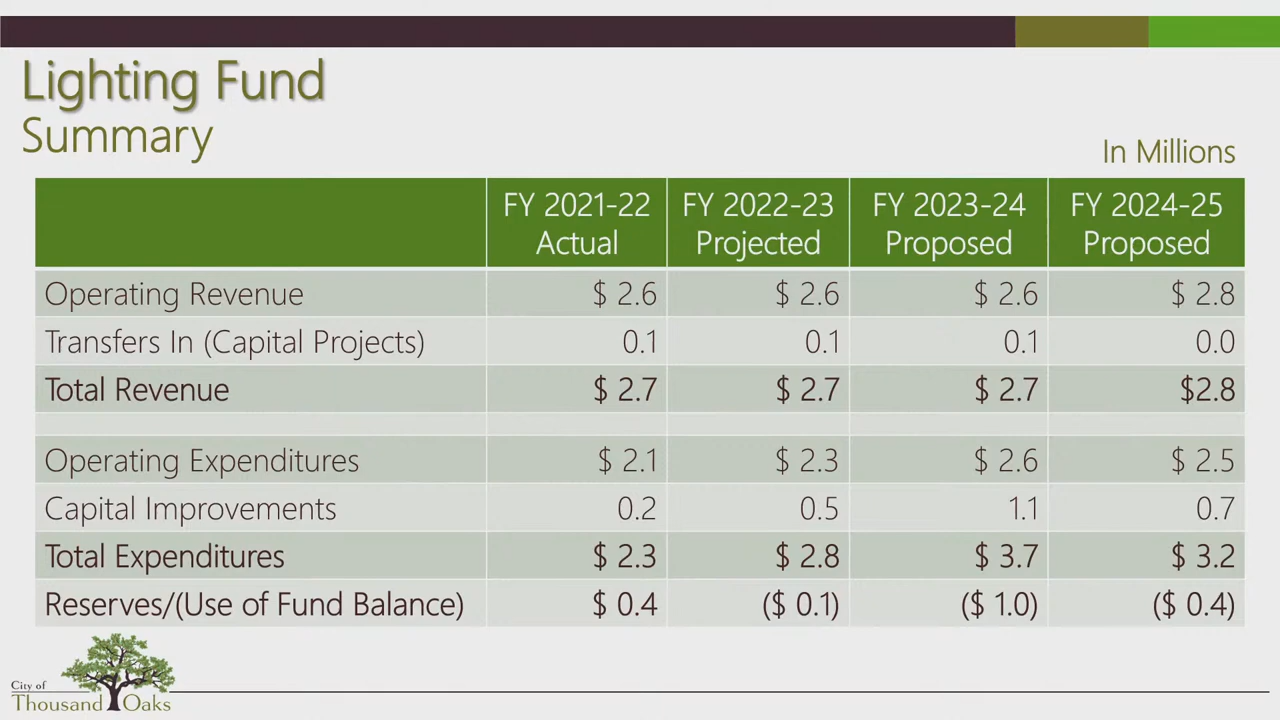 Lighting Fund
Summary
In Millions
FY 2021-22 FY 2022-23 FY 2023-24 FY 2024-25
Actual Projected Proposed Proposed
Operating Revenue $ 2.6 $ 2.6 $ 2.6 $ 2.8
Transfers In (Capital Projects) 0.1 0.1 0.1 0.0
Total Revenue $ 2.7 $ 2.7 $ 2.7 $2.8
Operating Expenditures $ 2.1 $ 2.3 $ 2.6 $ 2.5
Capital Improvements 0.2 0.5 1.1 0.7
Total Expenditures $ 2.3 $ 2.8 $ 3.7 $ 3.2
Reserves/(Use of Fund Balance) $ 0.4 ($ 0.1) ($ 1.0) ($ 0.4)
City of
Thousand Oaks